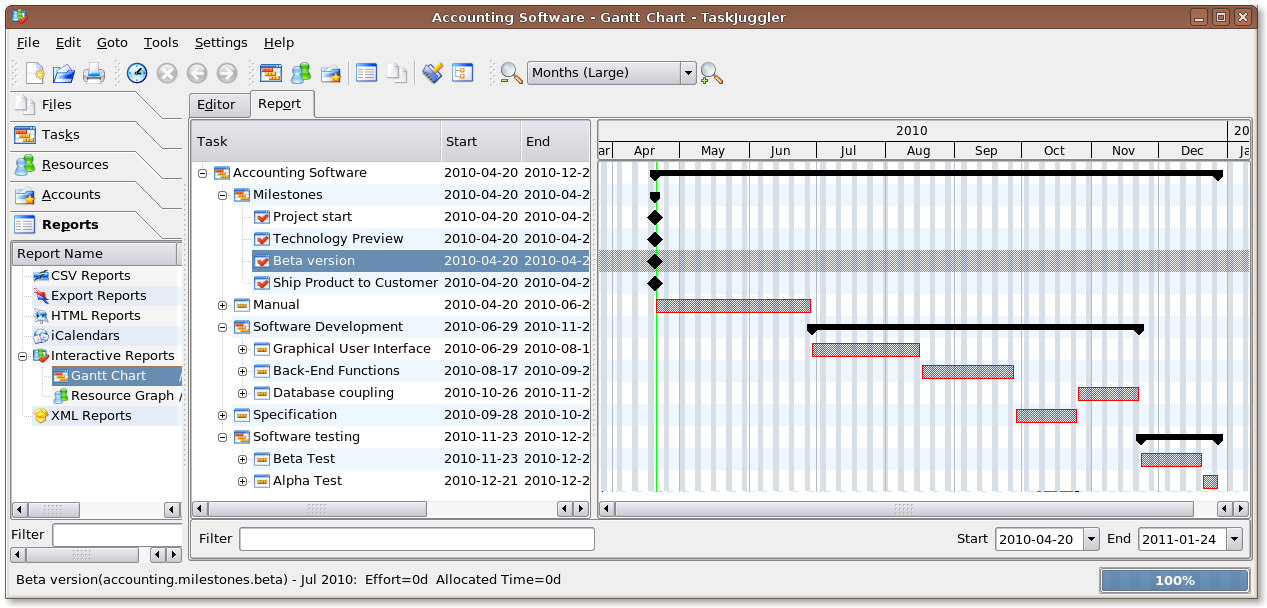 Accounting Software - Gantt Chart - TaskJuggler
File Edit Goto Tools Settings Help
Months (Large)
Files
Tasks
Resources
Accounts
Reports
Report Name
CSV Reports
Export Reports
HTML Reports
iCalendars
Interactive Reports
Gantt Chart /
Resource Graph /
XML Reports
Filter
Editor Report
Task Start End
Accounting Software 2010-04-20 2010-12-2
Milestones 2010-04-20 2010-04-2
Project start 2010-04-20 2010-04-2
Technology Preview 2010-04-20 2010-04-2
Beta version 2010-04-20 2010-04-2
Ship Product to Customer 2010-04-20 2010-04-2
Manual 2010-04-20 2010-06-2
Software Development 2010-06-29 2010-11-2
Graphical User Interface 2010-06-29 2010-08-1
Back-End Functions 2010-08-17 2010-09-2
Database coupling 2010-10-26 2010-11-2
Specification 2010-09-28 2010-10-2
Software testing 2010-11-23 2010-12-2
Beta Test 2010-11-23 2010-12-2
Alpha Test 2010-12-21 2010-12-2
2010 20
ar Apr May Jun Jul Aug Sep Oct Nov Dec Ja
Filter
Start 2010-04-20 End 2011-01-24
Beta version(accounting.milestones.beta) - Jul 2010: Effort=0d Allocated Time=0d
100%